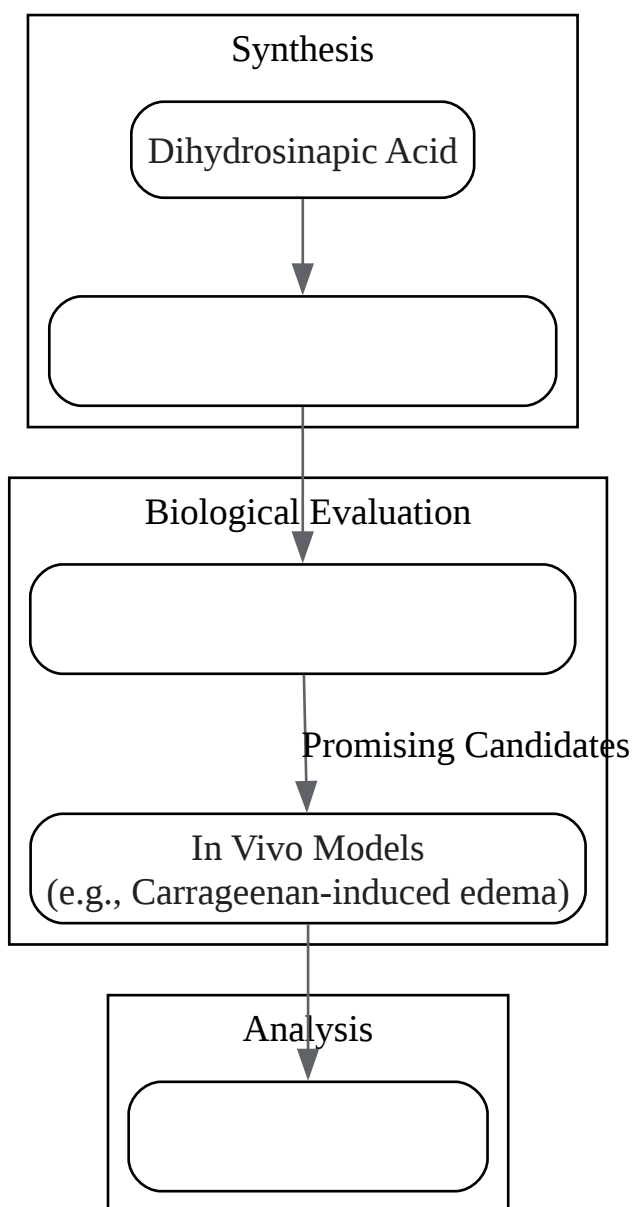 Synthesis
Dihydrosinapic Acid
Biological Evaluation
Promising Candidates
In Vivo Models
(e.g., Carrageenan-induced edema)
Analysis